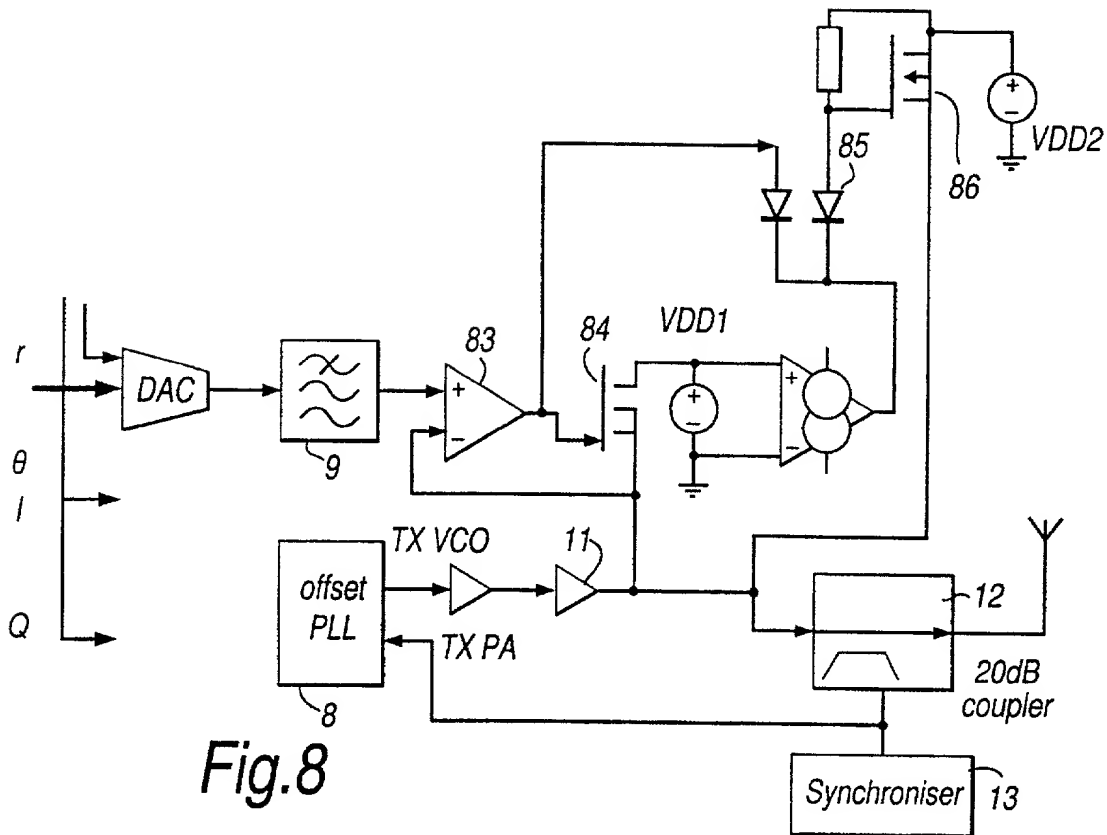 +
-
VDD2
86
85
VDD1
84
83
r
DAC
+
-
+
-
+
-
9
θ
I
TX VCO
11
offset
PLL
12
Q
TX PA
20dB
coupler
8
Fig.8
Synchroniser
13